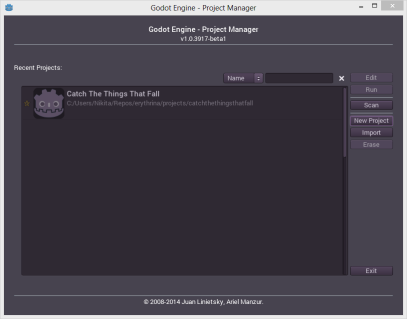 Godot Engine - Project Manager
Godot Engine - Project Manager
v1.0.3917-beta1
Recent Projects:
Name
Edit
Run
Catch The Things That Fall
C:/Users/Nikita/Repos/erythrina/projects/catchthethingsthatfall
Scan
New Project
Import
Erase
Exit
© 2008-2014 Juan Linietsky, Ariel Manzur.